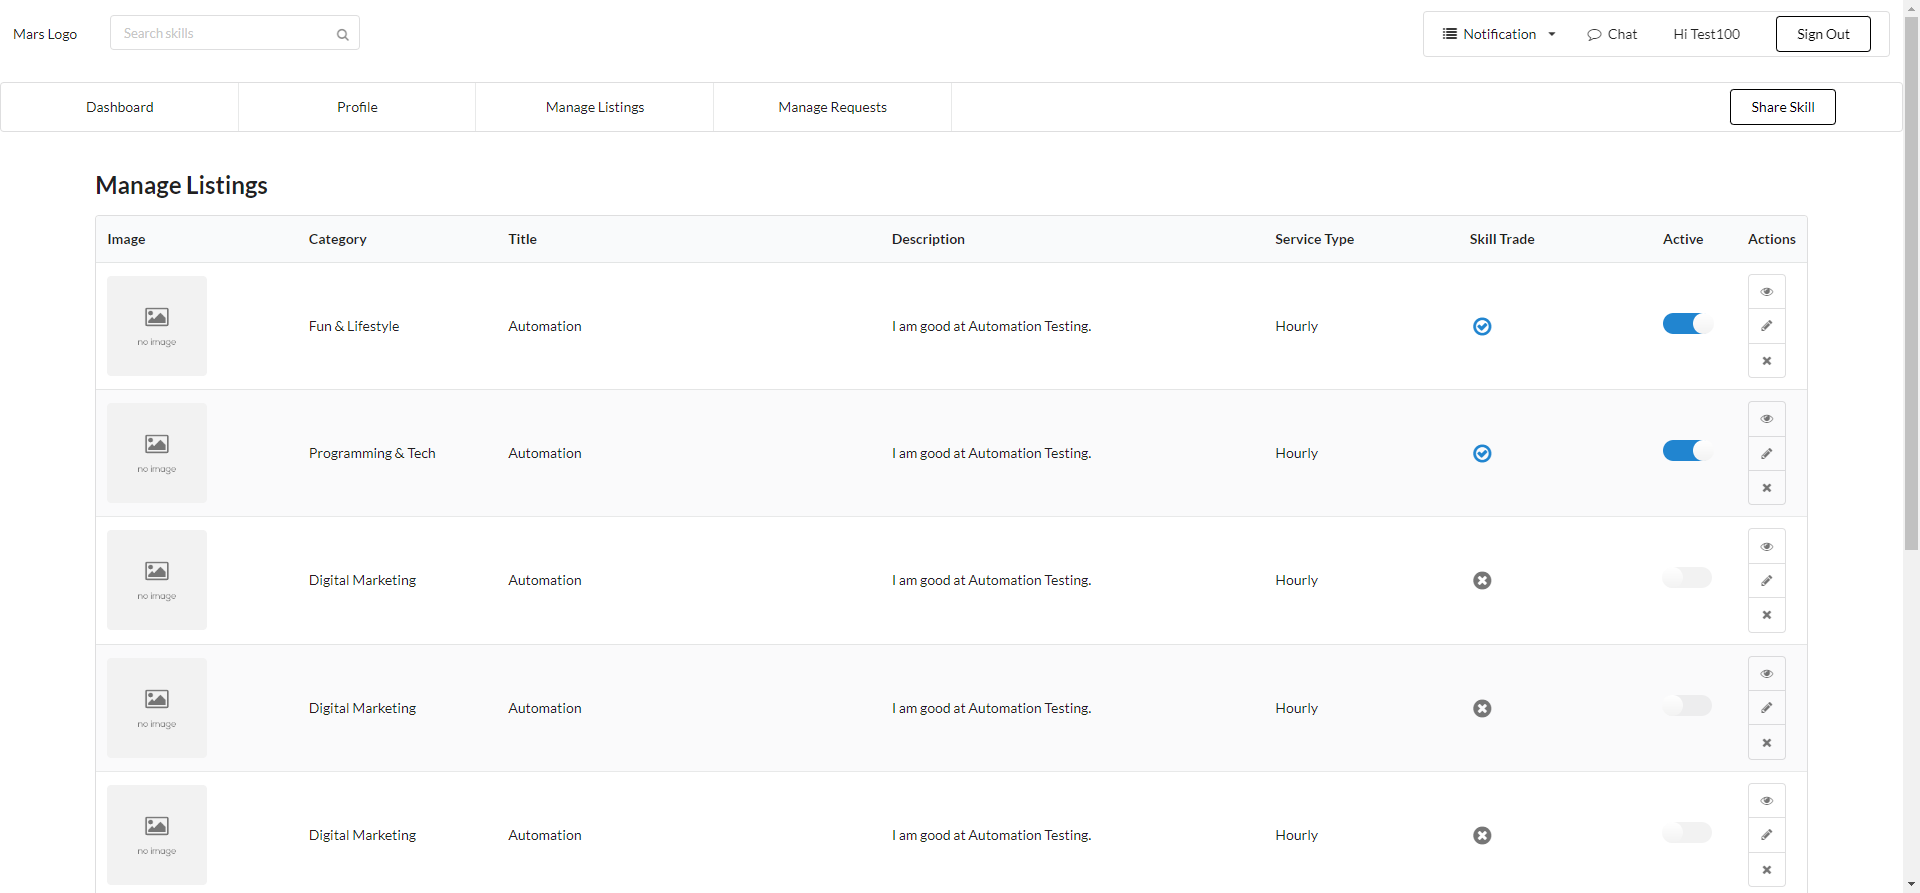 Mars Logo
Search skills
Notification
Chat
Hi Test100
Sign Out
Dashboard
Profile
Manage Listings
Manage Requests
Share Skill
Manage Listings
Image Category Title Description Service Type Skill Trade Active Actions
no image
Fun & Lifestyle Automation I am good at Automation Testing. Hourly
no image
Programming & Tech Automation I am good at Automation Testing. Hourly
no image
Digital Marketing Automation I am good at Automation Testing. Hourly
no image
Digital Marketing Automation I am good at Automation Testing. Hourly
no image
Digital Marketing Automation I am good at Automation Testing. Hourly